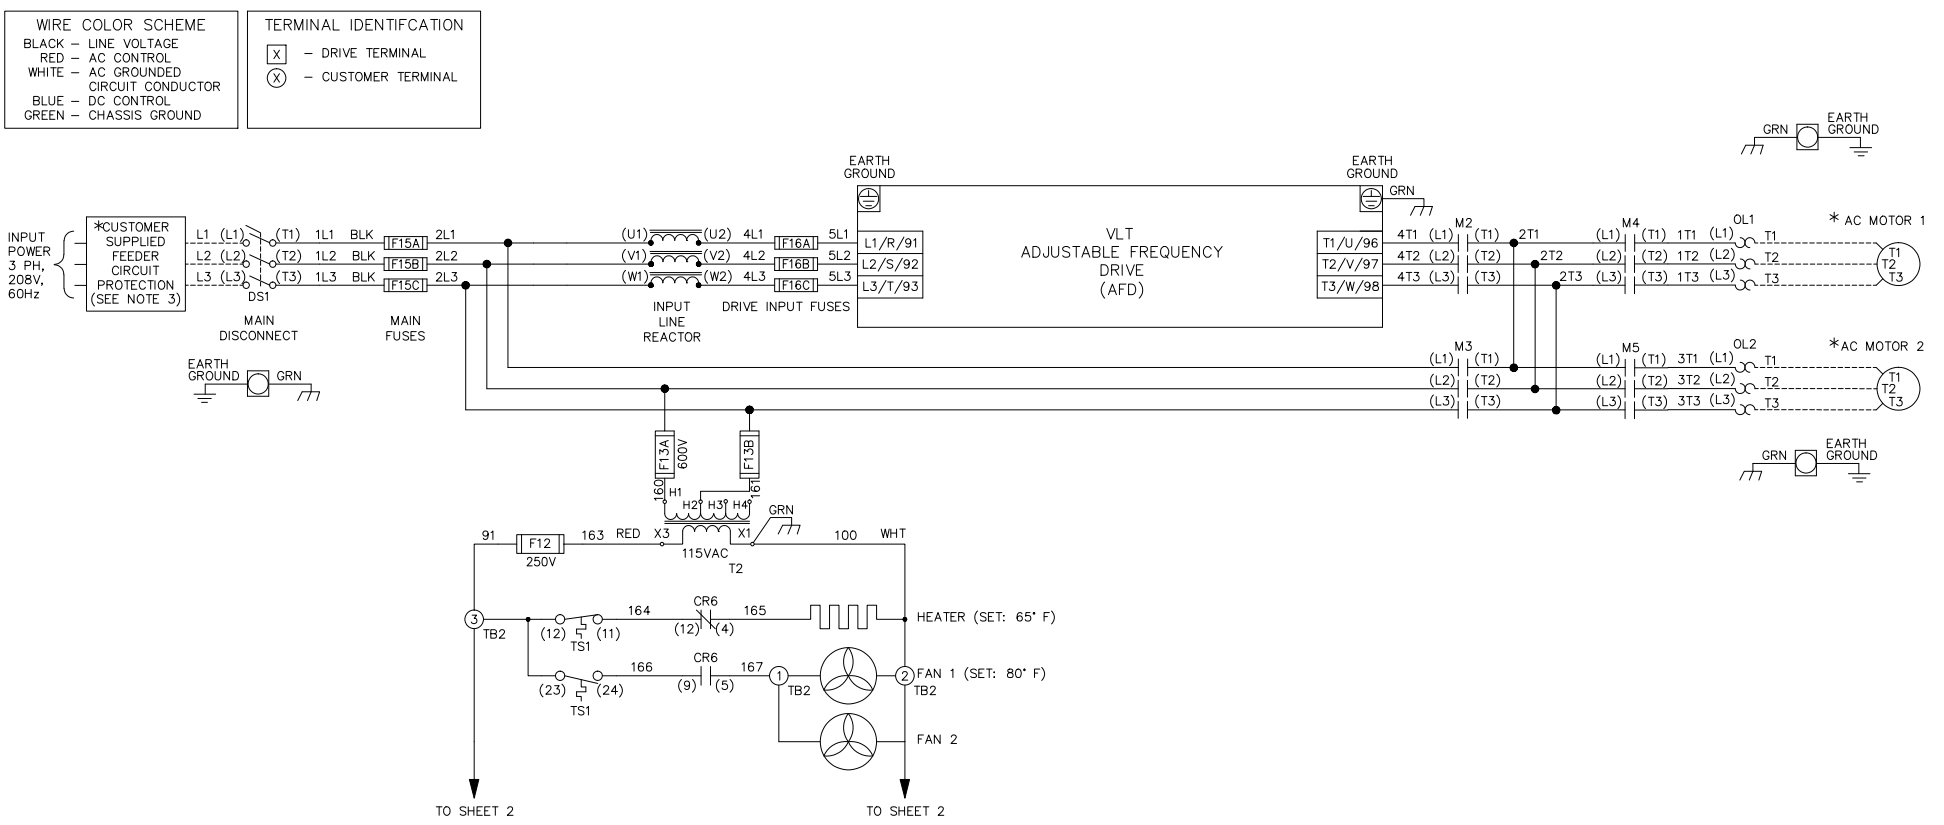 WIRE COLOR SCHEME
BLACK – LINE VOLTAGE
RED – AC CONTROL
WHITE – AC GROUNDED
CIRCUIT CONDUCTOR
BLUE – DC CONTROL
GREEN – CHASSIS GROUND
TERMINAL IDENTIFCATION
X – DRIVE TERMINAL
X – CUSTOMER TERMINAL
INPUT
POWER
3 PH,
208V,
60Hz
*CUSTOMER
SUPPLIED
FEEDER
CIRCUIT
PROTECTION
(SEE NOTE 3)
L1 (L1) (T1) 1L1 BLK F15A 2L1
L2 (L2) (T2) 1L2 BLK F15B 2L2
L3 (L3) (T3) 1L3 BLK F15C 2L3
DS1
MAIN
DISCONNECT
MAIN
FUSES
EARTH
GROUND GRN
(U1) (U2) 4L1 F16A 5L1
(V1) (V2) 4L2 F16B 5L2
(W1) (W2) 4L3 F16C 5L3
INPUT
LINE
REACTOR
DRIVE INPUT FUSES
EARTH
GROUND
L1/R/91
L2/S/92
L3/T/93
VLT
ADJUSTABLE FREQUENCY
DRIVE
(AFD)
EARTH
GROUND
GRN
T1/U/96
T2/V/97
T3/W/98
M2
4T1 (L1) (T1) 2T1
4T2 (L2) (T2) 2T2
4T3 (L3) (T3) 2T3
M4
(L1) (T1) 1T1 (L1)
(L2) (T2) 1T2 (L2)
(L3) (T3) 1T3 (L3)
OL1
T1
T2
T3
* AC MOTOR 1
T1
T2
T3
GRN
EARTH
GROUND
M3
(L1) (T1)
(L2) (T2)
(L3) (T3)
M5
(L1) (T1) 3T1 (L1)
(L2) (T2) 3T2 (L2)
(L3) (T3) 3T3 (L3)
OL2
T1
T2
T3
*AC MOTOR 2
T1
T2
T3
GRN
EARTH
GROUND
F13A
600V
F13B
160
161
H1
H2 H3 H4
GRN
91 F12 163 RED X3 X1 100 WHT
250V
115VAC
T2
3
TB2
(12) (11)
TS1
164
CR6
(12) (4)
165
HEATER (SET: 65° F)
(23) (24)
TS1
166
CR6
(9) (5)
167
1
TB2
2
TB2
FAN 1 (SET: 80° F)
FAN 2
TO SHEET 2
TO SHEET 2